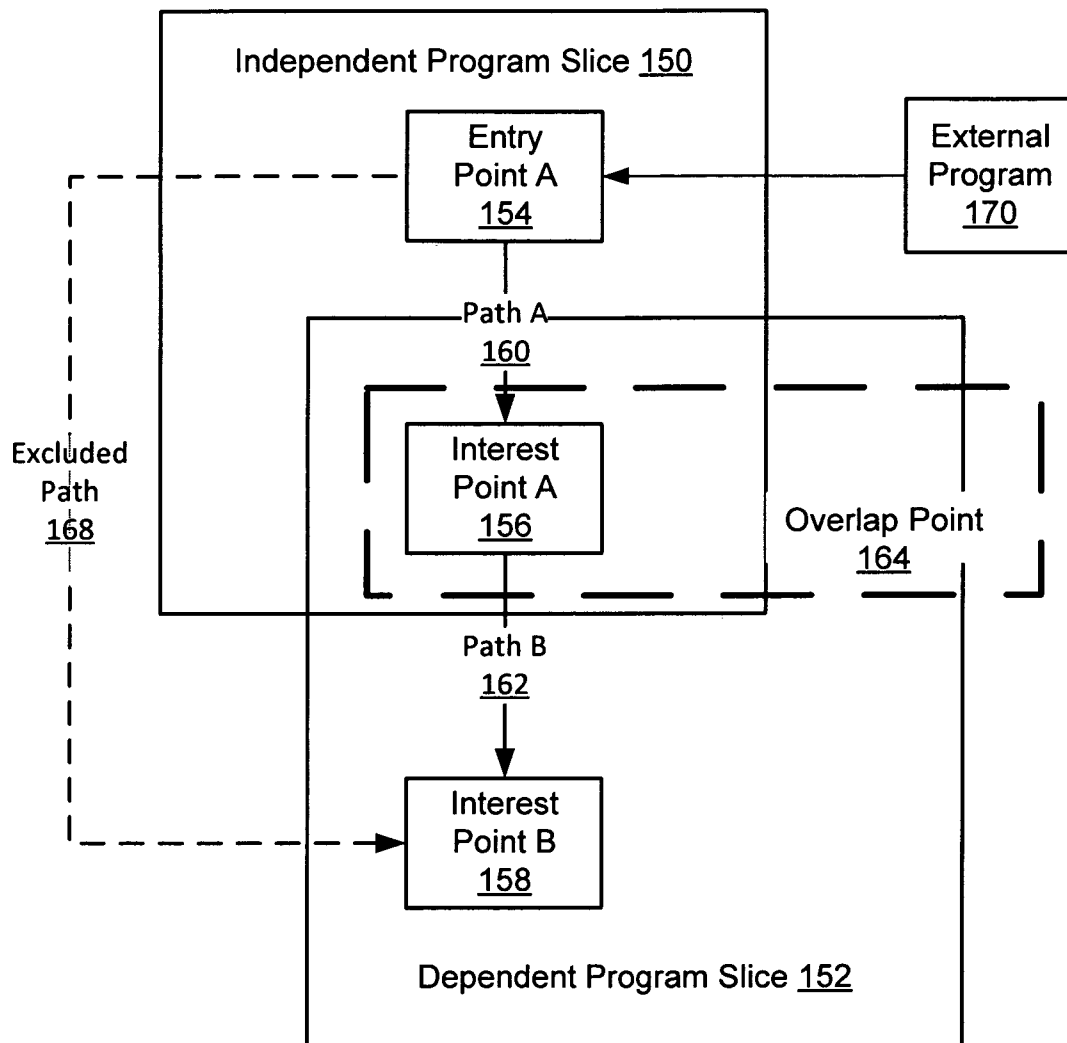 Independent Program Slice 150
Entry
Point A
154
External
Program
170
Path A
160
Interest
Point A
156
Excluded
Path
168
Overlap Point
164
Path B
162
Interest
Point B
158
Dependent Program Slice 152